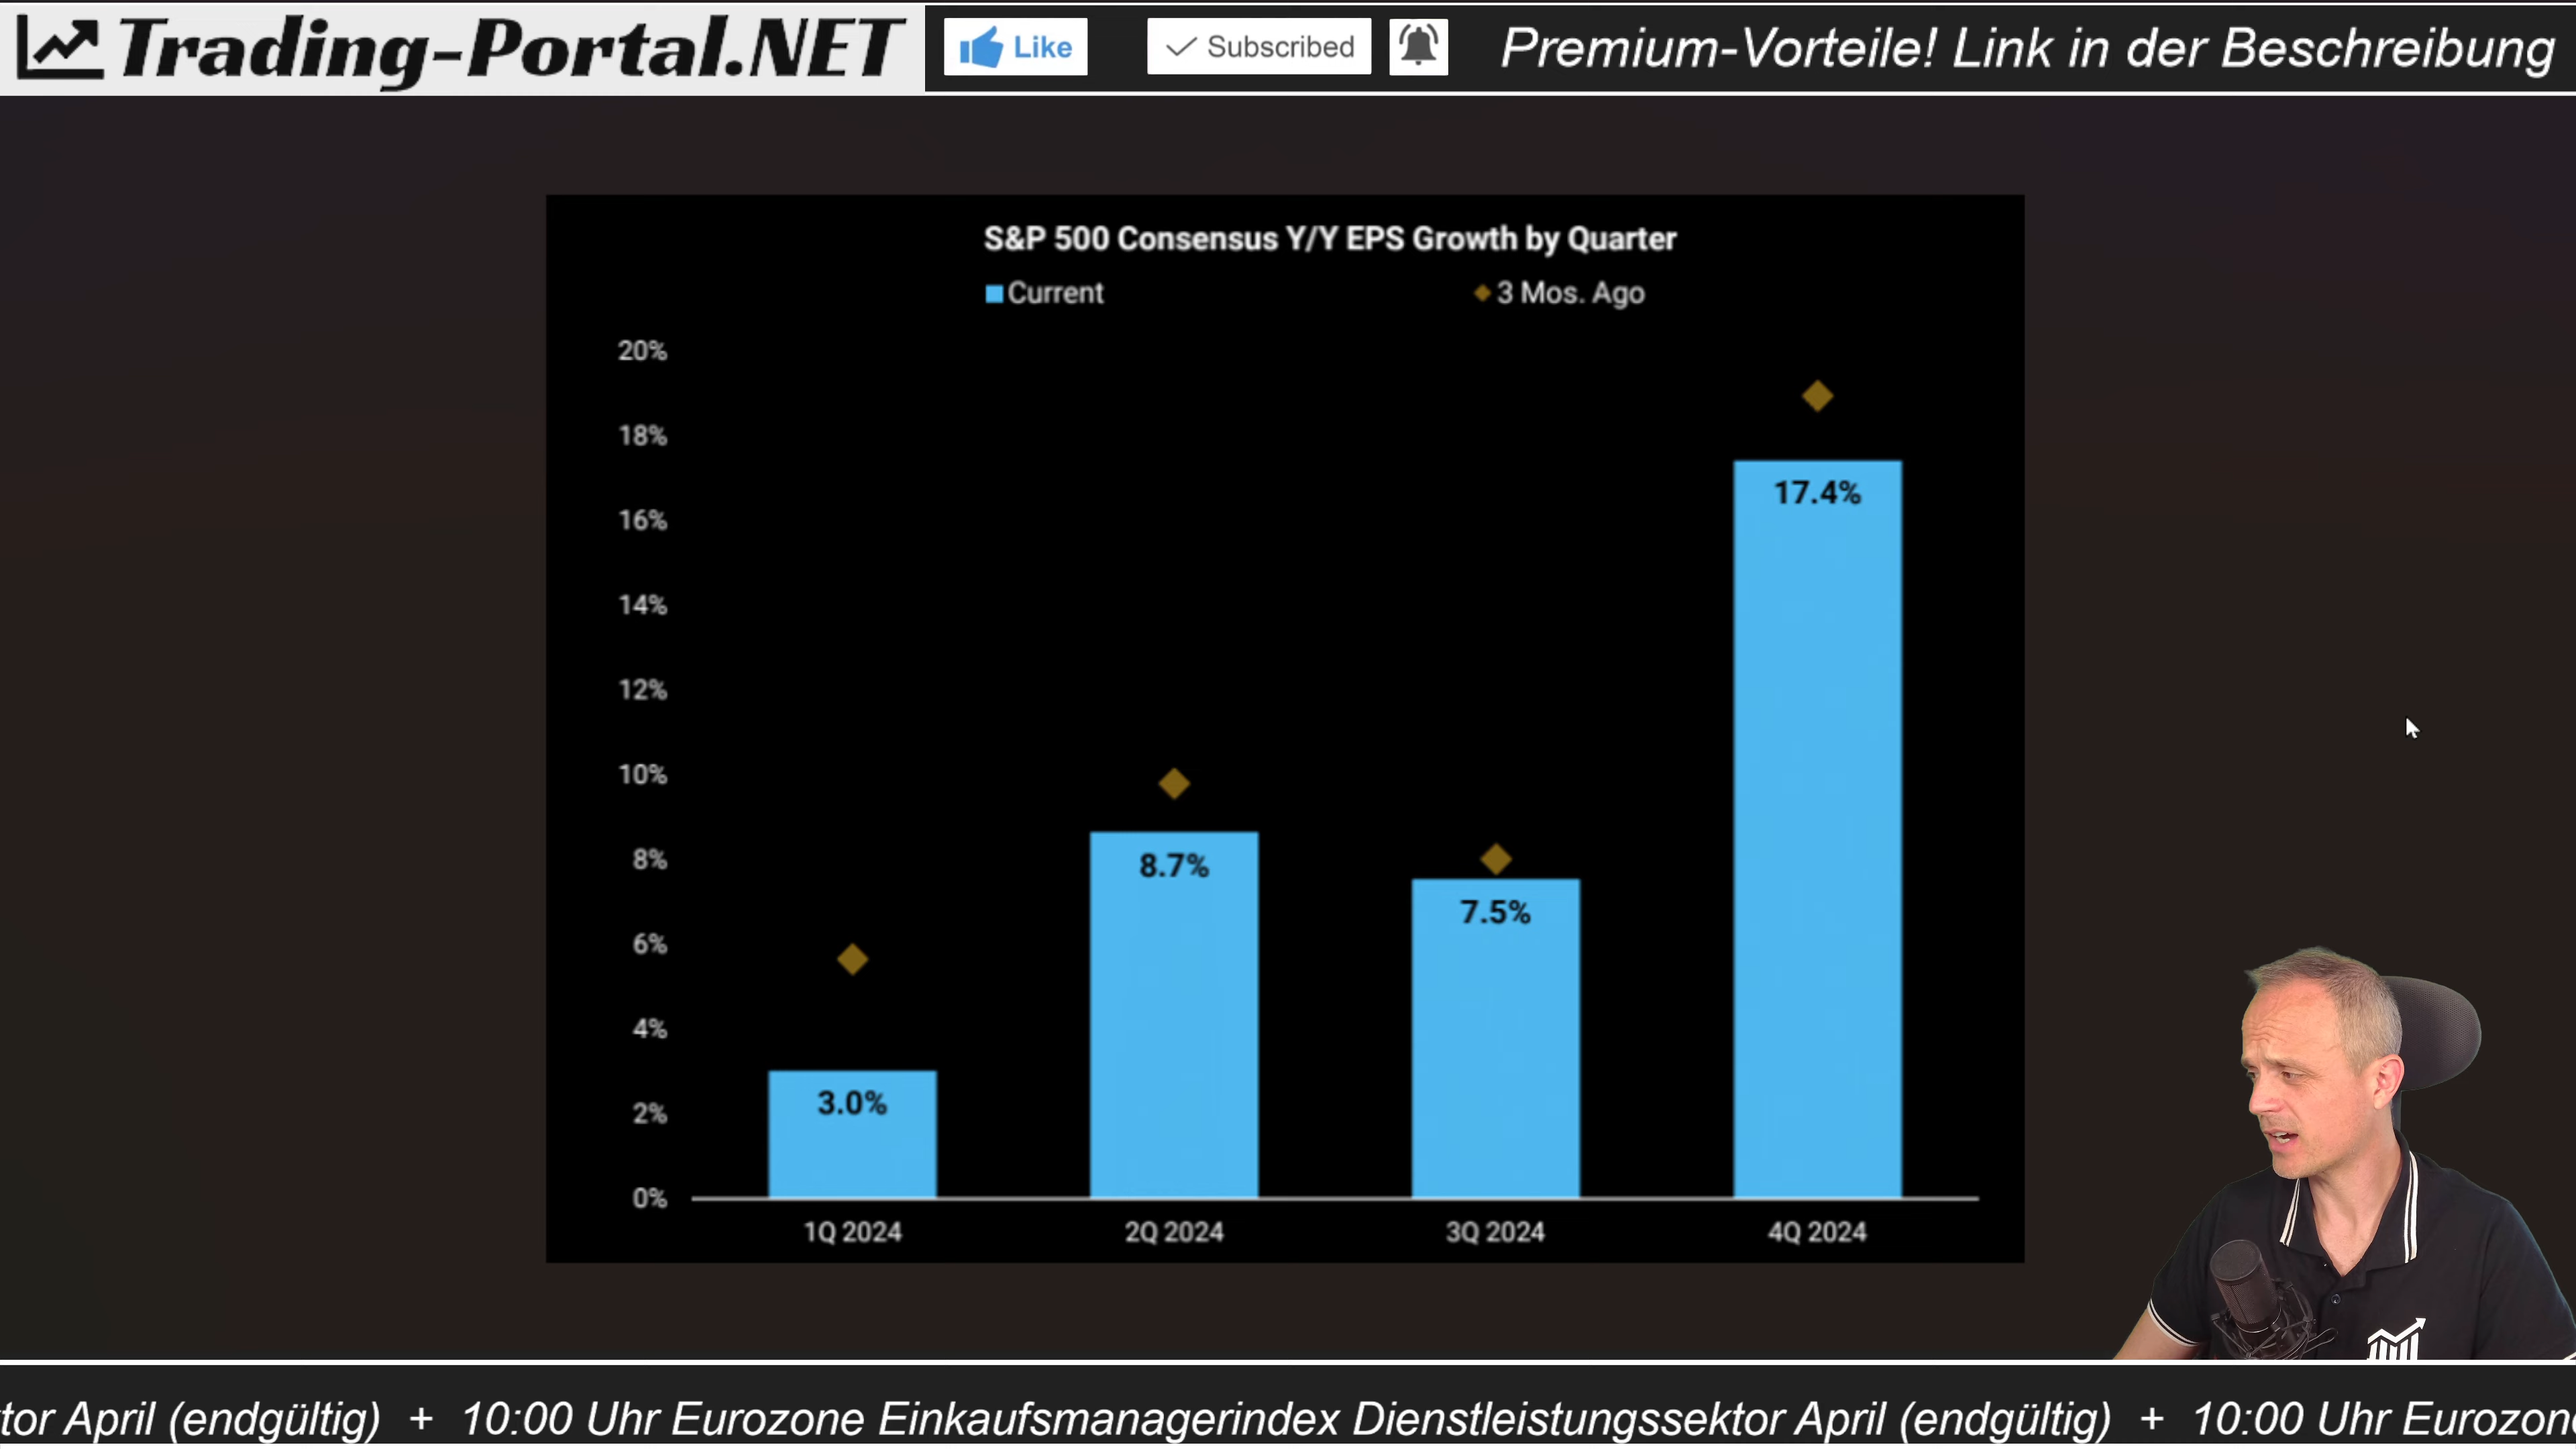 Trading-Portal.NET
Like
Subscribed
Premium-Vorteile! Link in der Beschreibung
S&P 500 Consensus Y/Y EPS Growth by Quarter
Current
3 Mos. Ago
20%
18%
16%
14%
12%
10%
8%
6%
4%
2%
0%
3.0%
8.7%
7.5%
17.4%
1Q 2024
2Q 2024
3Q 2024
4Q 2024
tor April (endgültig) + 10:00 Uhr Eurozone Einkaufsmanagerindex Dienstleistungssektor April (endgültig) + 10:00 Uhr Eurozon